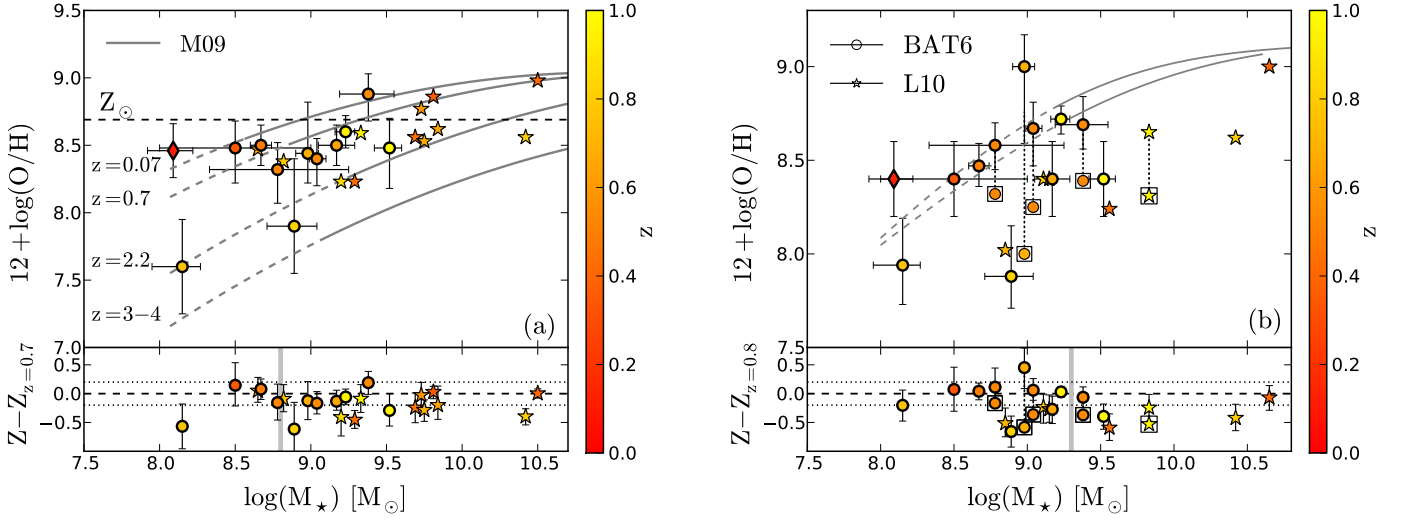 9.5
9.0
8.5
8.0
7.5
7.0
12+log(O/H)
M09
Z⊙
z=0.07
z=0.7
z=2.2
z=3−4
(a)
0.5
0.0
−0.5
Z−Z_{z=0.7}
7.5 8.0 8.5 9.0 9.5 10.0 10.5
log(M⋆) [M⊙]
1.0
0.8
0.6
0.4
0.2
0.0
z
9.0
8.5
8.0
7.5
12+log(O/H)
BAT6
L10
(b)
0.5
0.0
−0.5
Z−Z_{z=0.8}
7.5 8.0 8.5 9.0 9.5 10.0 10.5
log(M⋆) [M⊙]
1.0
0.8
0.6
0.4
0.2
0.0
z